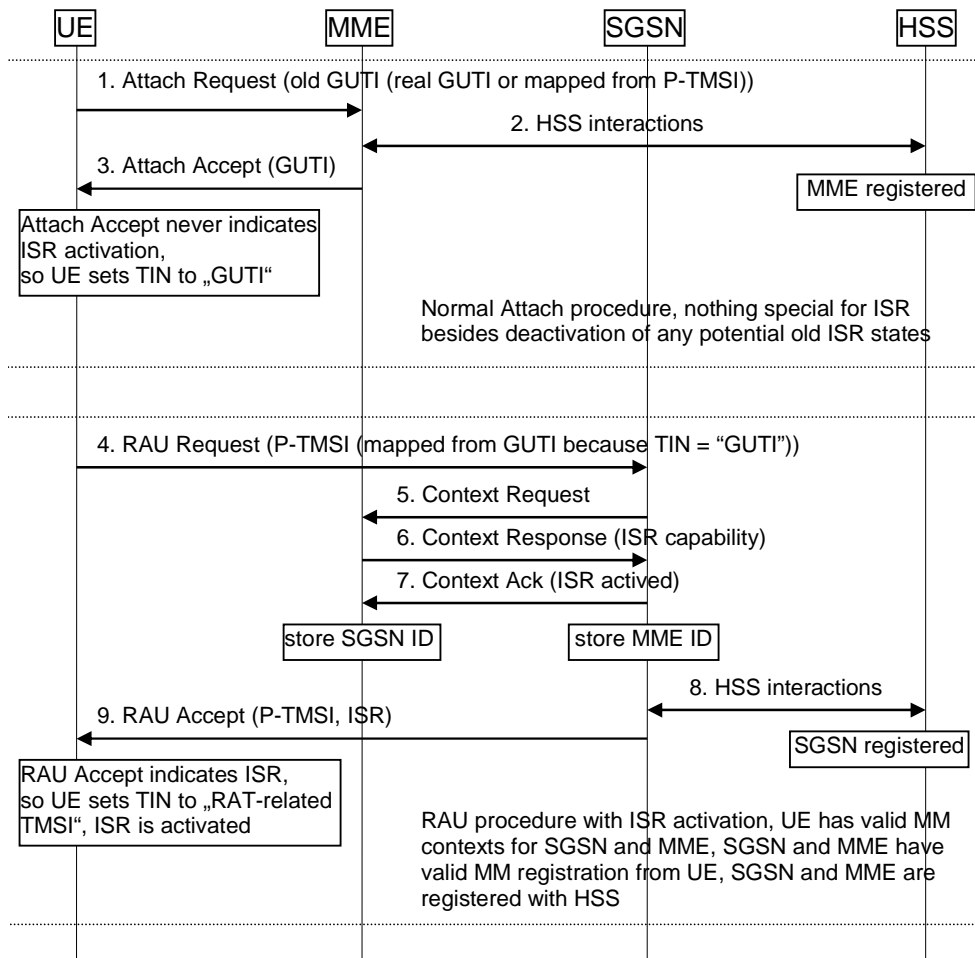 UE MME SGSN HSS
1. Attach Request (old GUTI (real GUTI or mapped from P-TMSI))
2. HSS interactions
3. Attach Accept (GUTI)
MME registered
Attach Accept never indicates
ISR activation,
so UE sets TIN to „GUTI“
Normal Attach procedure, nothing special for ISR
besides deactivation of any potential old ISR states
4. RAU Request (P-TMSI (mapped from GUTI because TIN = “GUTI”))
5. Context Request
6. Context Response (ISR capability)
7. Context Ack (ISR actived)
store SGSN ID store MME ID
8. HSS interactions
9. RAU Accept (P-TMSI, ISR)
SGSN registered
RAU Accept indicates ISR,
so UE sets TIN to „RAT-related
TMSI“, ISR is activated
RAU procedure with ISR activation, UE has valid MM
contexts for SGSN and MME, SGSN and MME have
valid MM registration from UE, SGSN and MME are
registered with HSS